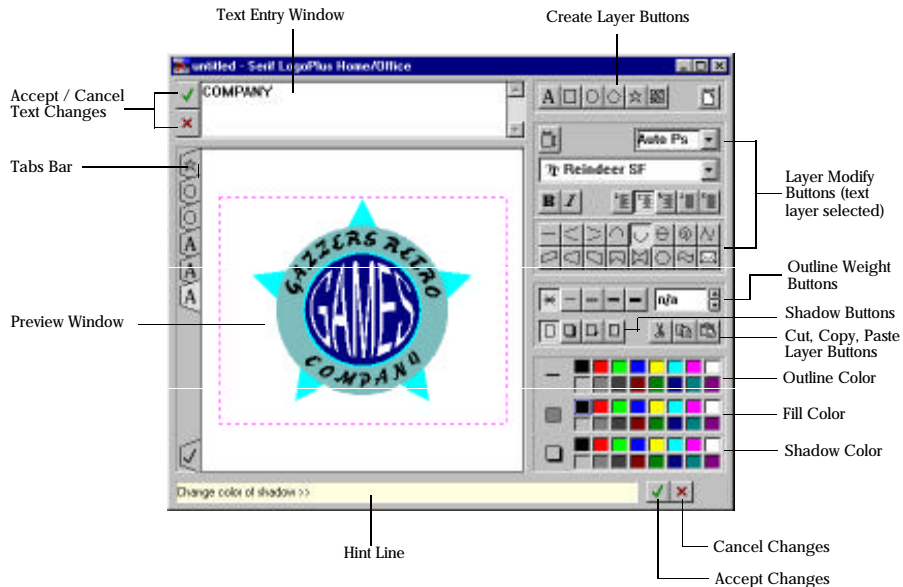 Text Entry Window
Create Layer Buttons
untitled - Serif LogoPlus Home/Office
Accept / Cancel
Text Changes
COMPANY
A
Auto Ps
Tabs Bar
Reindeer SF
Layer Modify
Buttons (text
layer selected)
B I
A
A
A
GAZZERS RETRO
GAMES
COMPANO
Outline Weight
Buttons
n/a
Preview Window
Shadow Buttons
Cut, Copy, Paste
Layer Buttons
Outline Color
Fill Color
Shadow Color
Change color of shadow >>
Hint Line
Cancel Changes
Accept Changes